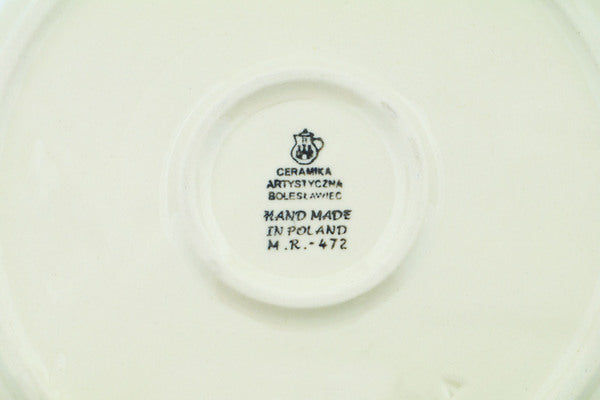 CERAMIKA
ARTYSTYCZNA
BOLESŁAWIEC
HAND MADE
IN POLAND
M.R.-472